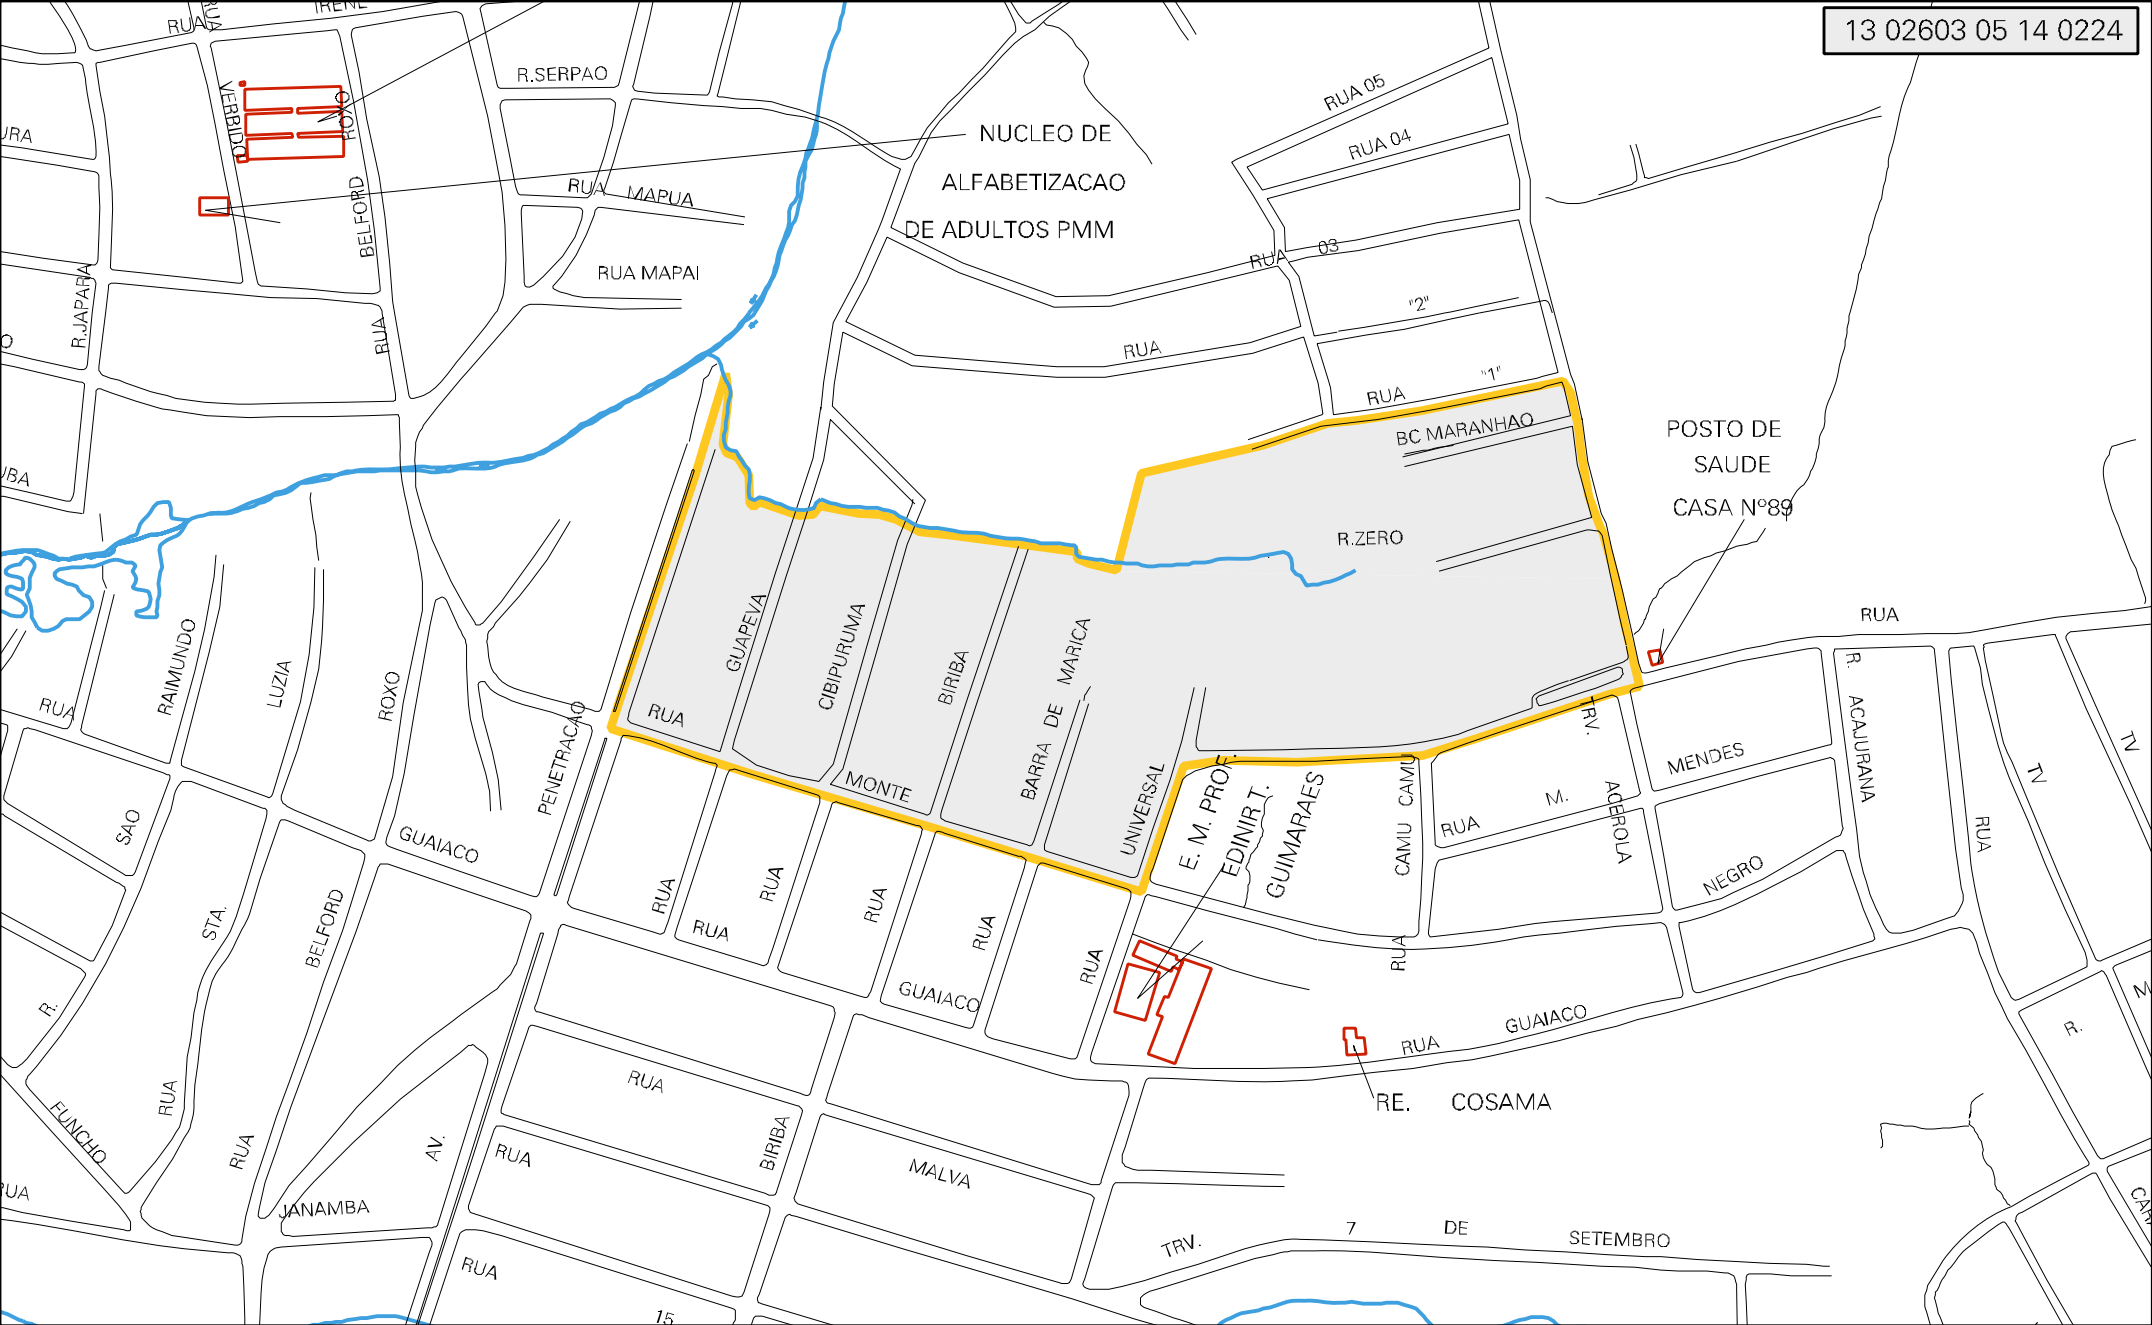 13 02603 05 14 0224
RUA
RUA
R.SERPAO
RUA 05
VERBIDO
ROXO
NUCLEO DE
ALFABETIZACAO
DE ADULTOS PMM
RUA 04
RUA MAPUA
BELFORD
RUA 03
RUA MAPAI
R.JAPARA
RUA
"2"
RUA
RUA "1"
BC MARANHAO
POSTO DE
SAUDE
CASA Nº89
R.ZERO
RUA
RAIMUNDO
LUZIA
ROXO
GUAPEVA
CIBIPURUMA
BIRIBA
BARRA DE MARICA
RUA
RUA
MONTE
PENETRACAO
UNIVERSAL
TRV.
ACEROLA
R. ACAJURANA
MENDES
RUA M.
TV
TV
SAO
GUAIACO
E. M. PROF.
EDINIR T.
GUIMARAES
CAMU CAMU
RUA
NEGRO
RUA
STA.
BELFORD
RUA
RUA
RUA
RUA
RUA
RUA
GUAIACO
R.
RUA GUAIACO
R.
M
RUA
FUNCHO
RUA
RUA
AV.
RE. COSAMA
BIRIBA
RUA
MALVA
JANAMBA
RUA
TRV. 7 DE SETEMBRO
RUA
15